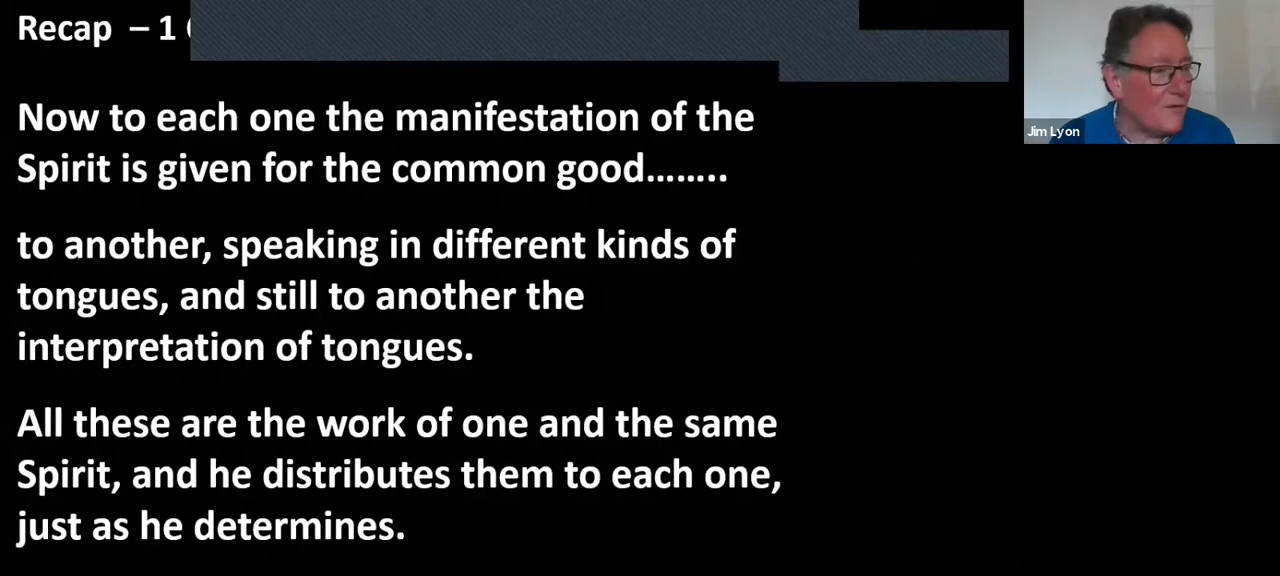 Recap – 1
Now to each one the manifestation of the
Spirit is given for the common good........
to another, speaking in different kinds of
tongues, and still to another the
interpretation of tongues.
All these are the work of one and the same
Spirit, and he distributes them to each one,
just as he determines.
Jim Lyon